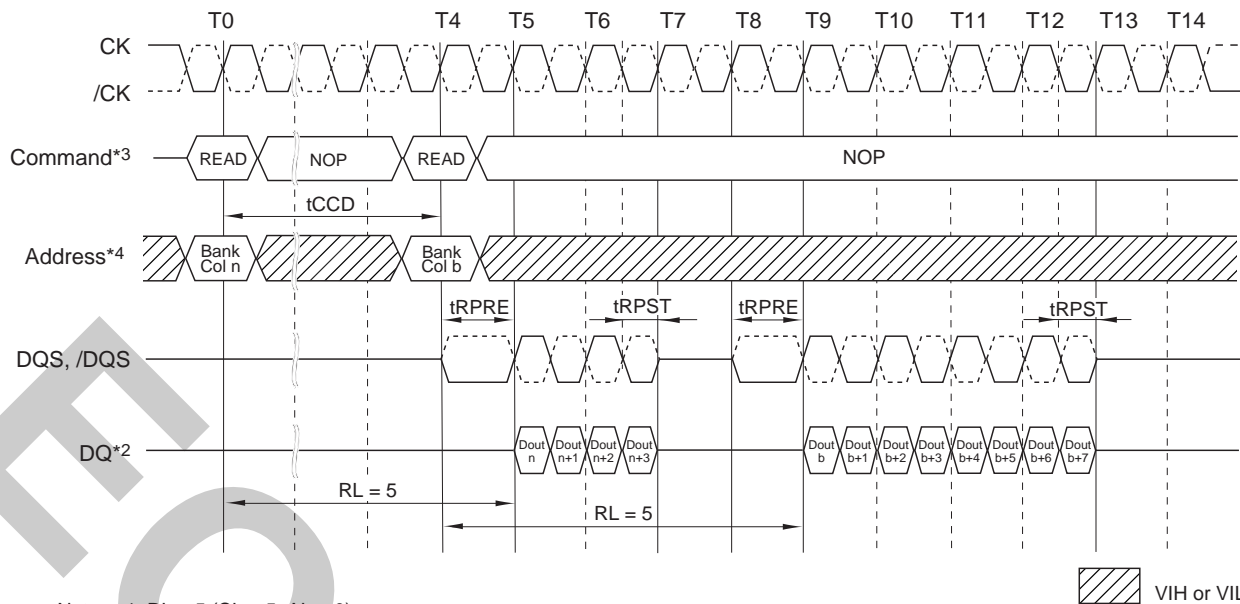 T0 T4 T5 T6 T7 T8 T9 T10 T11 T12 T13 T14
CK
/CK
Command*3 READ NOP READ NOP
tCCD
Address*4 Bank Col n Bank Col b
tRPRE tRPST tRPRE tRPST
DQS, /DQS
DQ*2 Dout n Dout n+1 Dout n+2 Dout n+3 Dout b Dout b+1 Dout b+2 Dout b+3 Dout b+4 Dout b+5 Dout b+6 Dout b+7
RL = 5
RL = 5
VIH or VIL